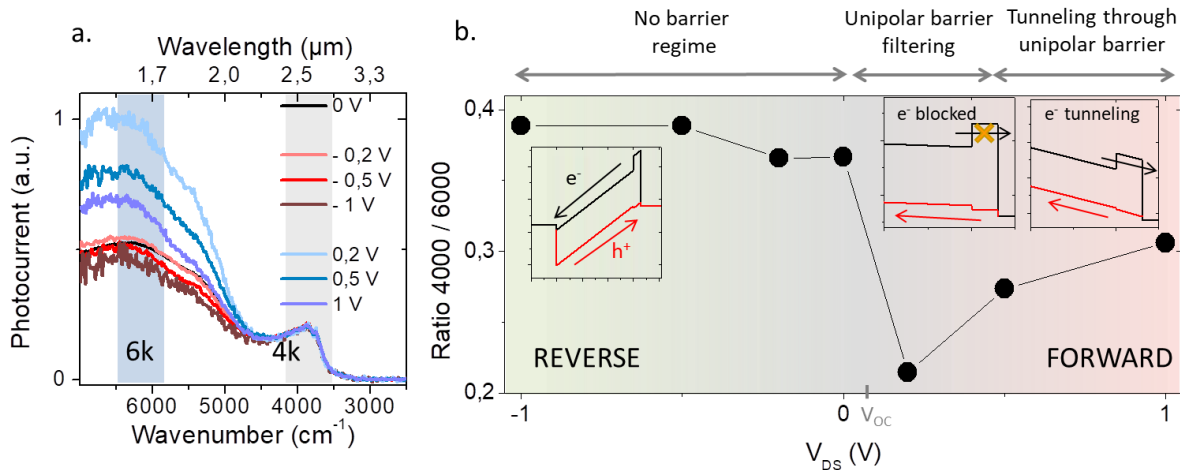 a.
Wavelength (µm)
1,7 2,0 2,5 3,3
Photocurrent (a.u.)
1
0
0 V
- 0,2 V
- 0,5 V
- 1 V
0,2 V
0,5 V
1 V
6k
4k
6000 5000 4000 3000
Wavenumber (cm⁻¹)
b.
No barrier
regime
Unipolar barrier
filtering
Tunneling through
unipolar barrier
Ratio 4000 / 6000
0,4
0,3
0,2
e⁻
h⁺
e⁻ blocked
e⁻ tunneling
REVERSE
FORWARD
-1 0 1
V_OC
V_DS (V)